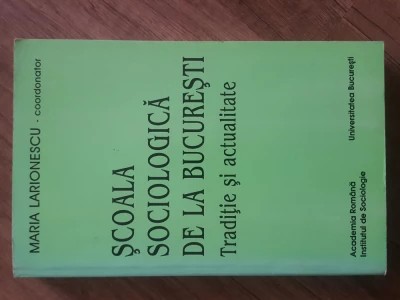 MARIA LARIONESCU - coordonator
ŞCOALA
SOCIOLOGICĂ
DE LA BUCUREŞTI
Tradiţie şi actualitate
Academia Română
Institutul de Sociologie
Universitatea Bucureşti